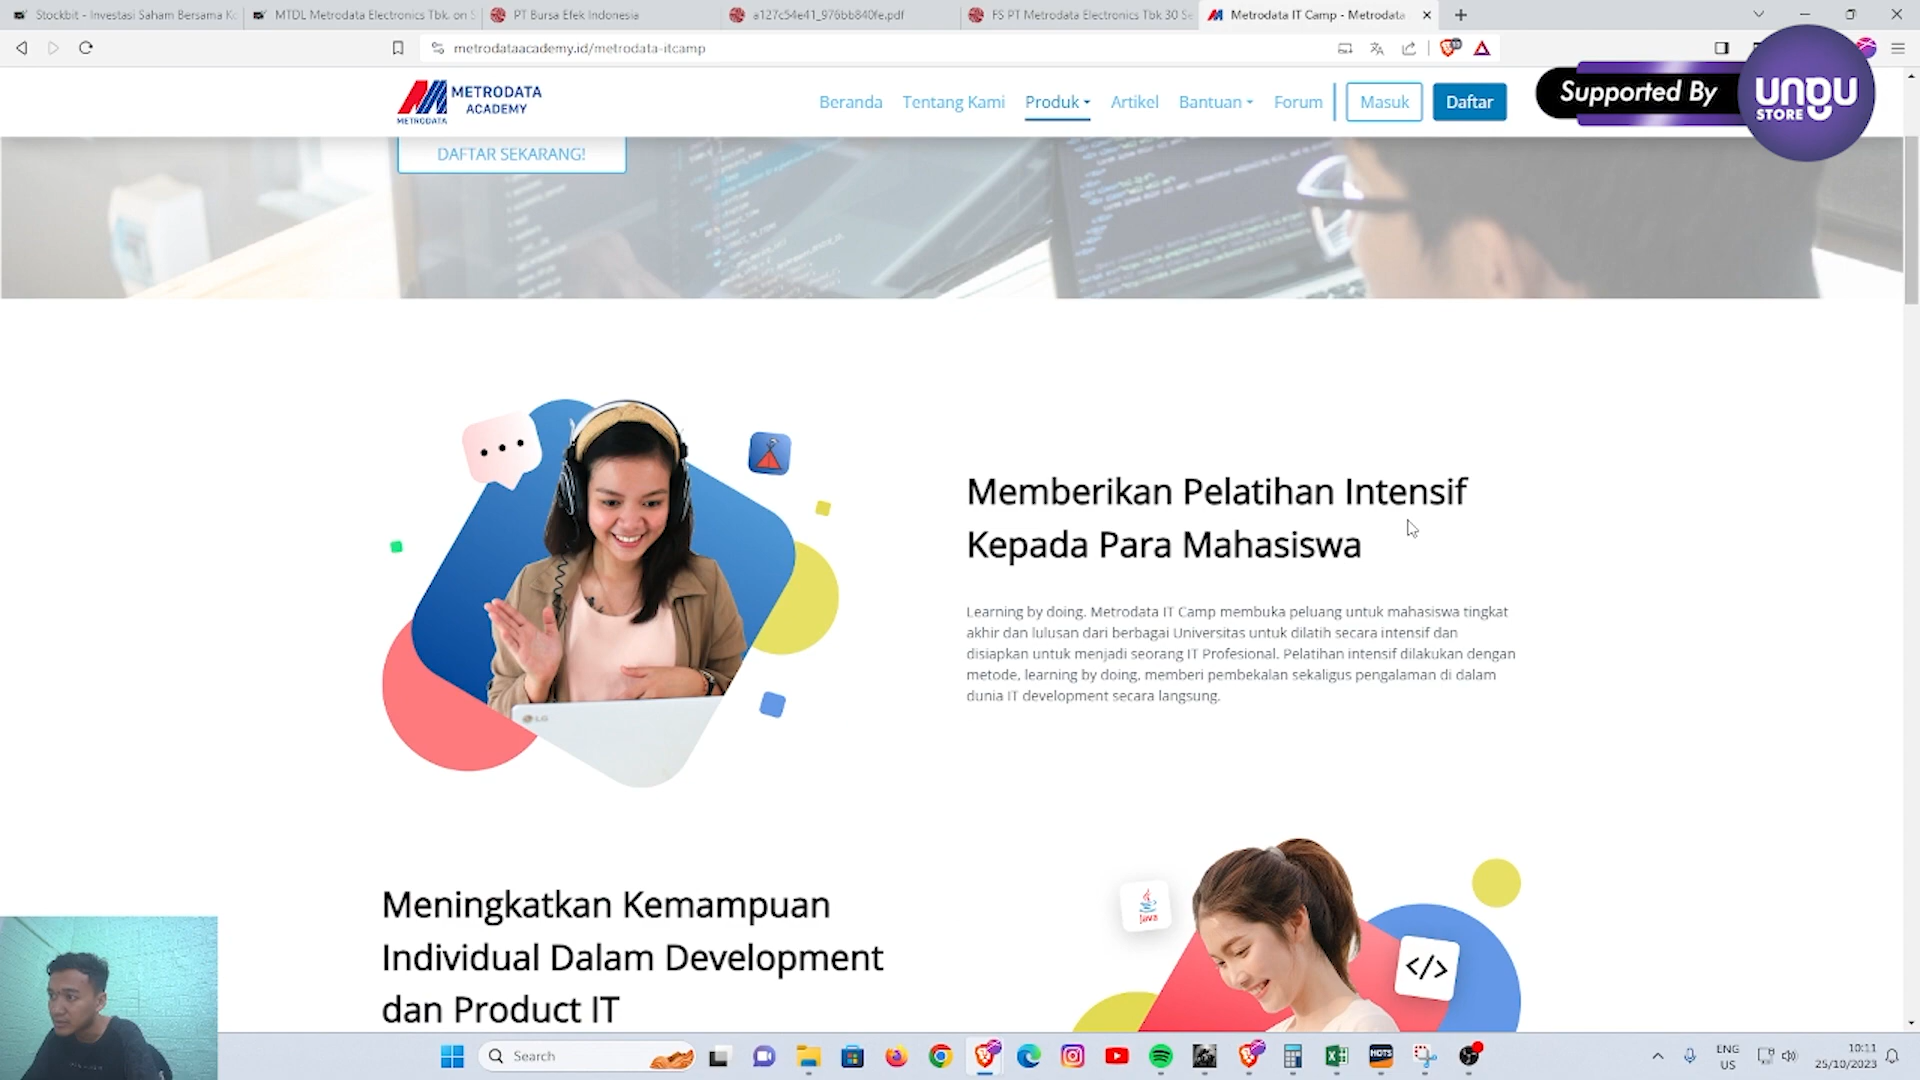 Stockbit - Investasi Saham Bersama Ko
MTDL Metrodata Electronics Tbk. on S
PT Bursa Efek Indonesia
a127c54e41_976bb840fe.pdf
FS PT Metrodata Electronics Tbk 30 Se
Metrodata IT Camp - Metrodata
metrodataacademy.id/metrodata-itcamp
METRODATA
METRODATA
ACADEMY
Beranda
Tentang Kami
Produk
Artikel
Bantuan
Forum
Masuk
Daftar
Supported By
UNGU
STORE
DAFTAR SEKARANG!
Memberikan Pelatihan Intensif
Kepada Para Mahasiswa
Learning by doing. Metrodata IT Camp membuka peluang untuk mahasiswa tingkat
akhir dan lulusan dari berbagai Universitas untuk dilatih secara intensif dan
disiapkan untuk menjadi seorang IT Profesional. Pelatihan intensif dilakukan dengan
metode, learning by doing, memberi pembekalan sekaligus pengalaman di dalam
dunia IT development secara langsung.
LG
Meningkatkan Kemampuan
Individual Dalam Development
dan Product IT
Java
</>
Search
HOTS
ENG
US
10:11
25/10/2023